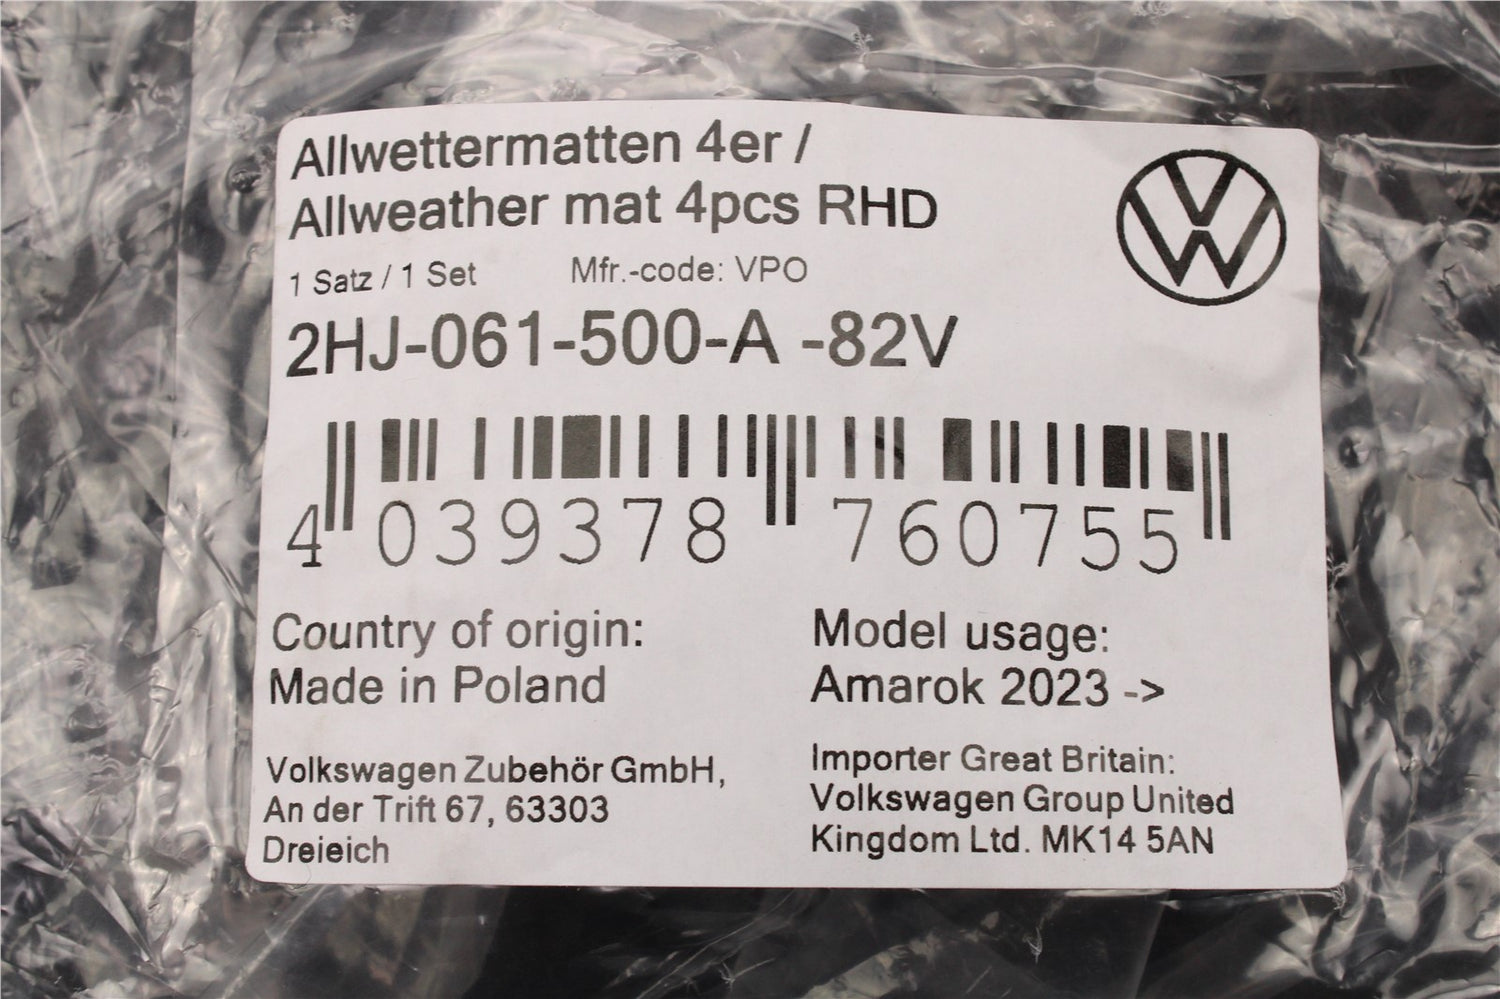 Allwettermatten 4er /
Allweather mat 4pcs RHD
1 Satz / 1 Set Mfr.-code: VPO
2HJ-061-500-A -82V
4 039378 760755
Country of origin:
Made in Poland
Model usage:
Amarok 2023 ->
Volkswagen Zubehör GmbH,
An der Trift 67, 63303
Dreieich
Importer Great Britain:
Volkswagen Group United
Kingdom Ltd. MK14 5AN